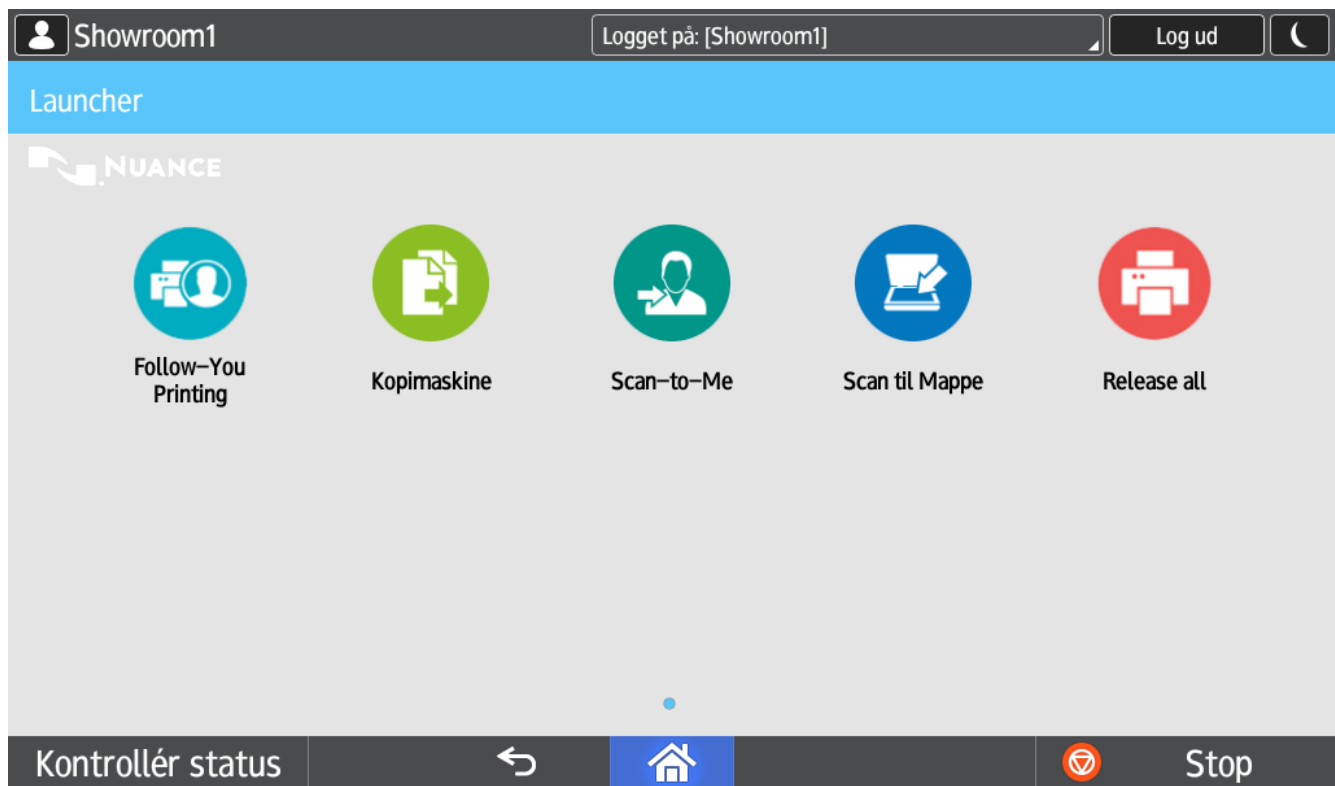 Showroom1
Logget på: [Showroom1]
Log ud
Launcher
NUANCE
Follow-You
Printing
Kopimaskine
Scan-to-Me
Scan til Mappe
Release all
Kontrollér status
Stop